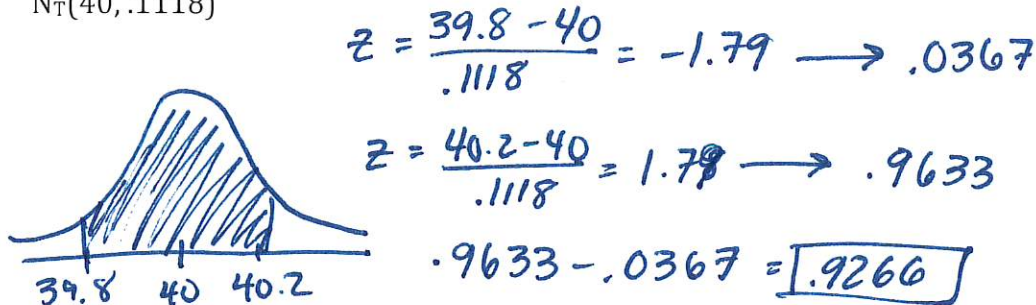 N_T(40, .1118)
z = (39.8 - 40)/.1118 = -1.79 → .0367
z = (40.2 - 40)/.1118 = 1.79 → .9633
.9633 - .0367 = .9266
39.8 40 40.2